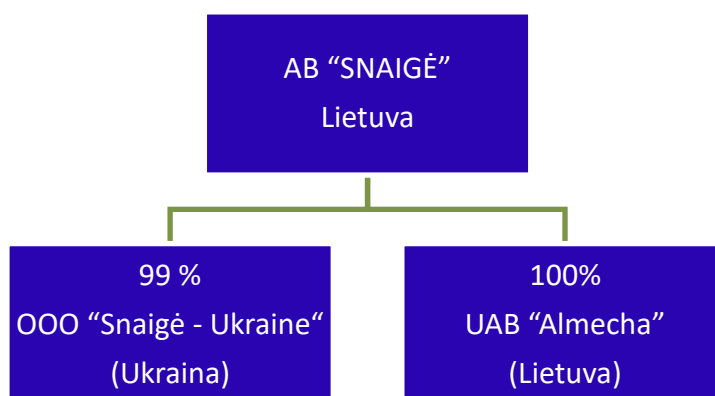 AB “SNAIGĖ”
Lietuva
99 %
OOO “Snaigė - Ukraine“
(Ukraina)
100%
UAB “Almecha”
(Lietuva)